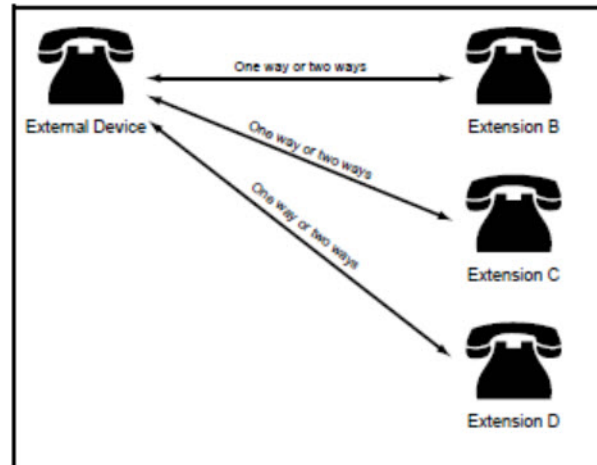 One way or two ways
External Device
Extension B
One way or two ways
One way or two ways
Extension C
Extension D